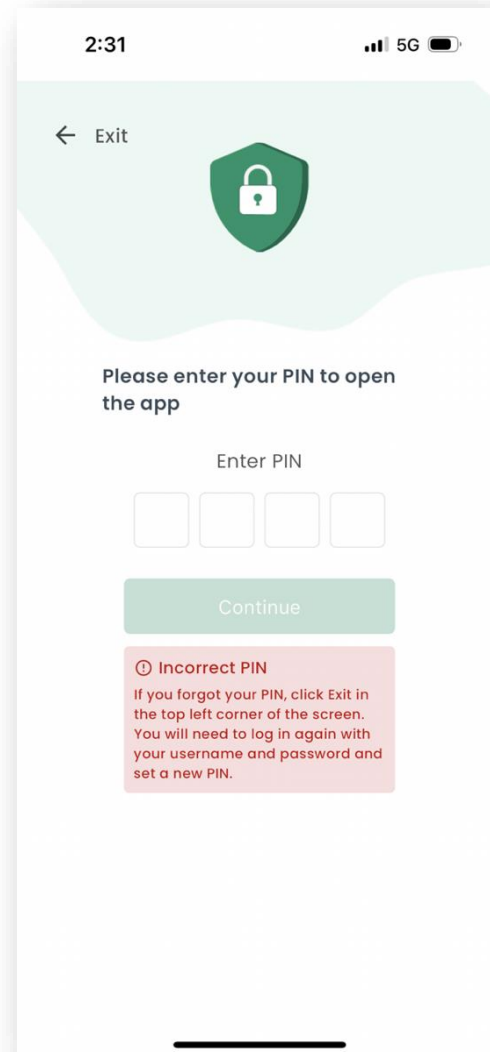 2:31 5G
Exit
Please enter your PIN to open
the app
Enter PIN
Continue
Incorrect PIN
If you forgot your PIN, click Exit in
the top left corner of the screen.
You will need to log in again with
your username and password and
set a new PIN.